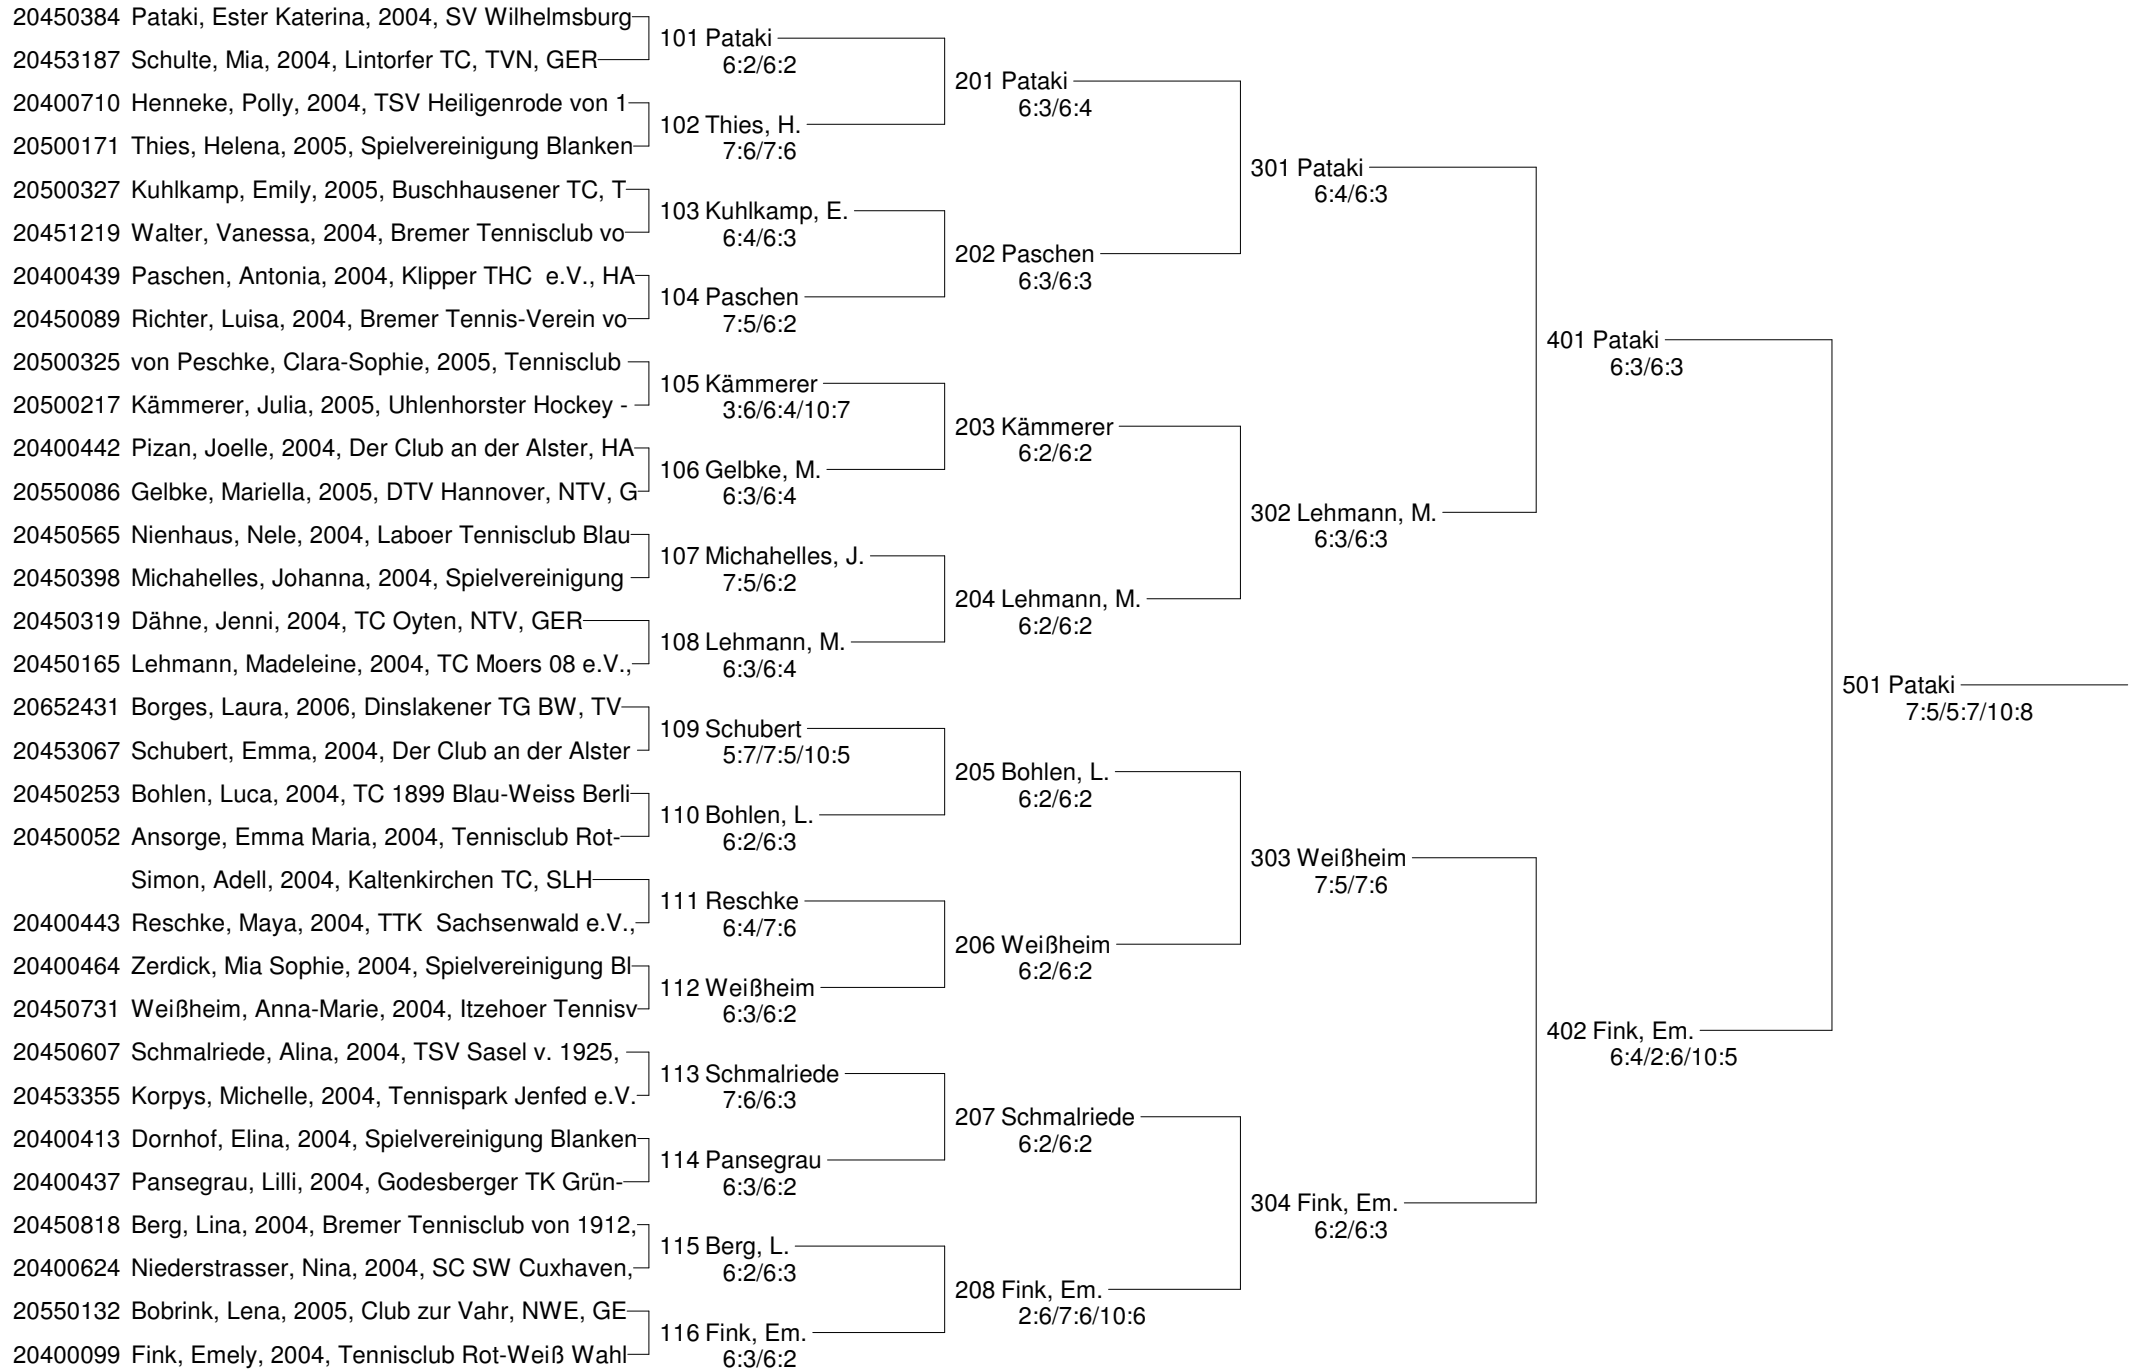 20450384 Pataki, Ester Katerina, 2004, SV Wilhelmsburg
20453187 Schulte, Mia, 2004, Lintorfer TC, TVN, GER
20400710 Henneke, Polly, 2004, TSV Heiligenrode von 1
20500171 Thies, Helena, 2005, Spielvereinigung Blanken
20500327 Kuhlkamp, Emily, 2005, Buschhausener TC, T
20451219 Walter, Vanessa, 2004, Bremer Tennisclub vo
20400439 Paschen, Antonia, 2004, Klipper THC e.V., HA
20450089 Richter, Luisa, 2004, Bremer Tennis-Verein vo
20500325 von Peschke, Clara-Sophie, 2005, Tennisclub
20500217 Kämmerer, Julia, 2005, Uhlenhorster Hockey -
20400442 Pizan, Joelle, 2004, Der Club an der Alster, HA
20550086 Gelbke, Mariella, 2005, DTV Hannover, NTV, G
20450565 Nienhaus, Nele, 2004, Laboer Tennisclub Blau
20450398 Michahelles, Johanna, 2004, Spielvereinigung
20450319 Dähne, Jenni, 2004, TC Oyten, NTV, GER
20450165 Lehmann, Madeleine, 2004, TC Moers 08 e.V.,
20652431 Borges, Laura, 2006, Dinslakener TG BW, TV
20453067 Schubert, Emma, 2004, Der Club an der Alster
20450253 Bohlen, Luca, 2004, TC 1899 Blau-Weiss Berli
20450052 Ansorge, Emma Maria, 2004, Tennisclub Rot-
Simon, Adell, 2004, Kaltenkirchen TC, SLH
20400443 Reschke, Maya, 2004, TTK Sachsenwald e.V.,
20400464 Zerdick, Mia Sophie, 2004, Spielvereinigung Bl
20450731 Weißheim, Anna-Marie, 2004, Itzehoer Tennisv
20450607 Schmalriede, Alina, 2004, TSV Sasel v. 1925,
20453355 Korpys, Michelle, 2004, Tennispark Jenfed e.V.
20400413 Dornhof, Elina, 2004, Spielvereinigung Blanken
20400437 Pansegrau, Lilli, 2004, Godesberger TK Grün-
20450818 Berg, Lina, 2004, Bremer Tennisclub von 1912,
20400624 Niederstrasser, Nina, 2004, SC SW Cuxhaven,
20550132 Bobrink, Lena, 2005, Club zur Vahr, NWE, GE
20400099 Fink, Emely, 2004, Tennisclub Rot-Weiß Wahl
101 Pataki
6:2/6:2
102 Thies, H.
7:6/7:6
103 Kuhlkamp, E.
6:4/6:3
104 Paschen
7:5/6:2
105 Kämmerer
3:6/6:4/10:7
106 Gelbke, M.
6:3/6:4
107 Michahelles, J.
7:5/6:2
108 Lehmann, M.
6:3/6:4
109 Schubert
5:7/7:5/10:5
110 Bohlen, L.
6:2/6:3
111 Reschke
6:4/7:6
112 Weißheim
6:3/6:2
113 Schmalriede
7:6/6:3
114 Pansegrau
6:3/6:2
115 Berg, L.
6:2/6:3
116 Fink, Em.
6:3/6:2
201 Pataki
6:3/6:4
202 Paschen
6:3/6:3
203 Kämmerer
6:2/6:2
204 Lehmann, M.
6:2/6:2
205 Bohlen, L.
6:2/6:2
206 Weißheim
6:2/6:2
207 Schmalriede
6:2/6:2
208 Fink, Em.
2:6/7:6/10:6
301 Pataki
6:4/6:3
302 Lehmann, M.
6:3/6:3
303 Weißheim
7:5/7:6
304 Fink, Em.
6:2/6:3
401 Pataki
6:3/6:3
402 Fink, Em.
6:4/2:6/10:5
501 Pataki
7:5/5:7/10:8